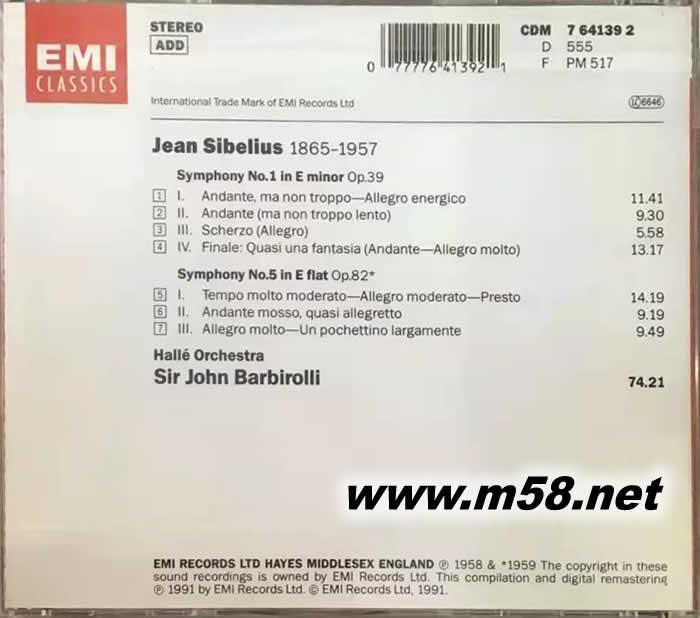 EMI
CLASSICS
STEREO
ADD
0 77776 41392 1
CDM 7 64139 2
D 555
F PM 517
International Trade Mark of EMI Records Ltd
LC 6646
Jean Sibelius 1865–1957
Symphony No.1 in E minor Op.39
1 I. Andante, ma non troppo—Allegro energico 11.41
2 II. Andante (ma non troppo lento) 9.30
3 III. Scherzo (Allegro) 5.58
4 IV. Finale: Quasi una fantasia (Andante—Allegro molto) 13.17
Symphony No.5 in E flat Op.82*
5 I. Tempo molto moderato—Allegro moderato—Presto 14.19
6 II. Andante mosso, quasi allegretto 9.19
7 III. Allegro molto—Un pochettino largamente 9.49
Hallé Orchestra
Sir John Barbirolli 74.21
www.m58.net
EMI RECORDS LTD HAYES MIDDLESEX ENGLAND ℗ 1958 & *1959 The copyright in these
sound recordings is owned by EMI Records Ltd. This compilation and digital remastering
℗ 1991 by EMI Records Ltd. © EMI Records Ltd, 1991.